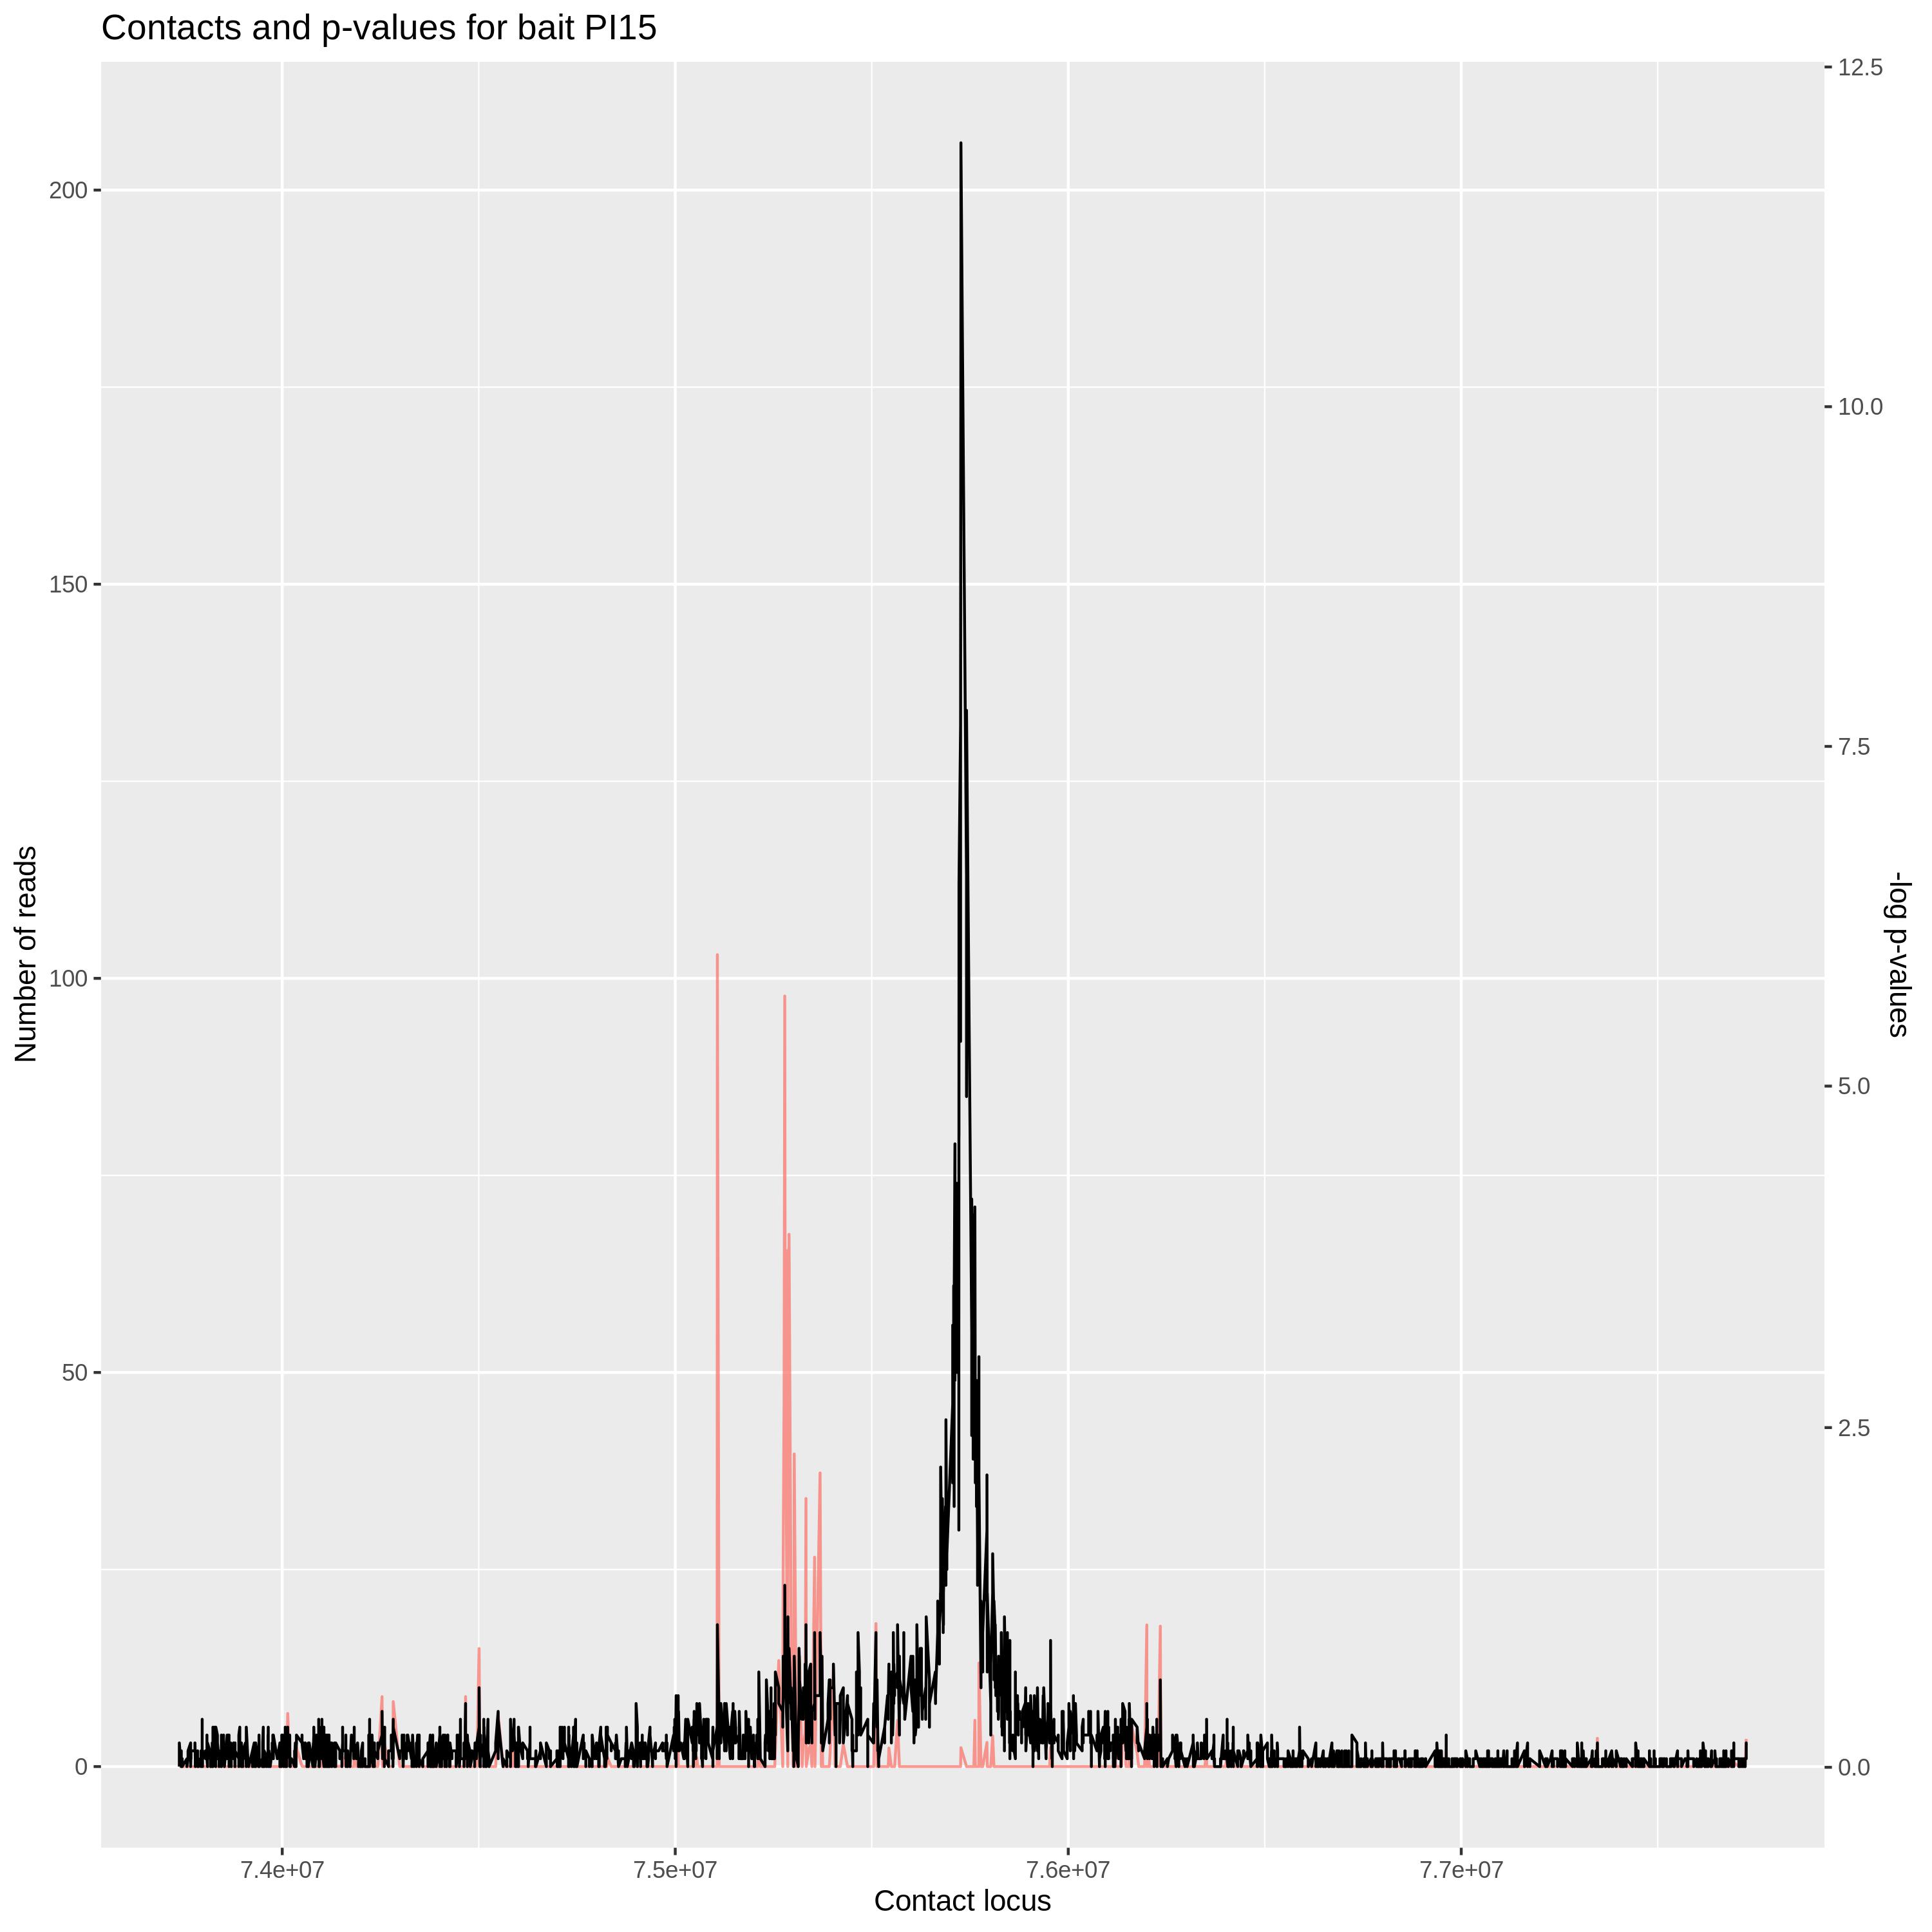 Contacts and p-values for bait PI15
Number of reads
200
150
100
50
0
12.5
10.0
7.5
5.0
2.5
0.0
-log p-values
7.4e+07 7.5e+07 7.6e+07 7.7e+07
Contact locus